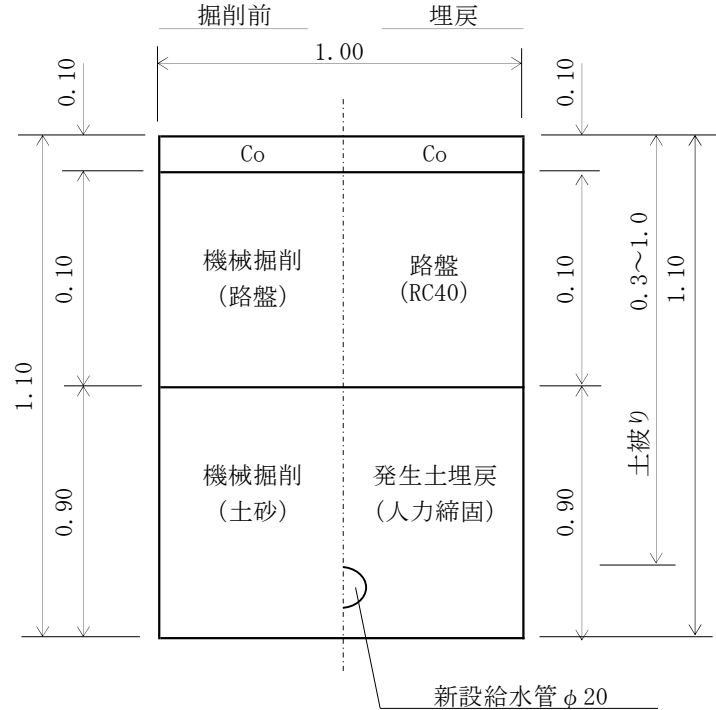 掘削前
埋戻
1.00
0.10
0.10
Co
Co
機械掘削
(路盤)
路盤
(RC40)
0.10
0.10
0.3～1.0
1.10
1.10
土被り
機械掘削
(土砂)
発生土埋戻
(人力締固)
0.90
0.90
新設給水管φ20